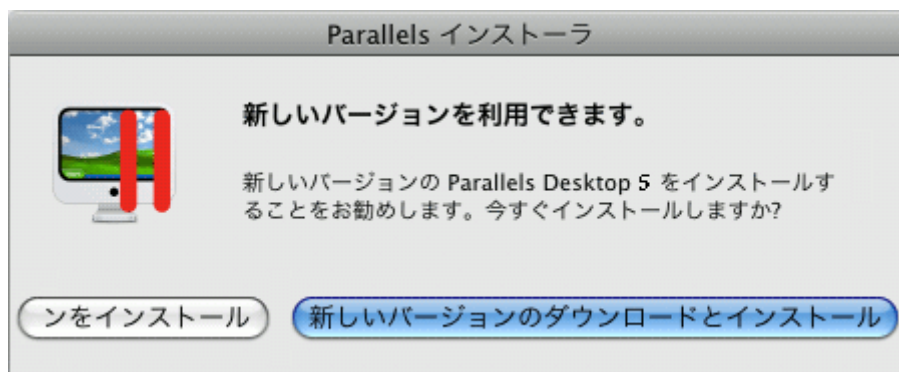 Parallels インストーラ
新しいバージョンを利用できます。
新しいバージョンの Parallels Desktop 5 をインストールす
ることをお勧めします。今すぐインストールしますか?
ンをインストール
新しいバージョンのダウンロードとインストール